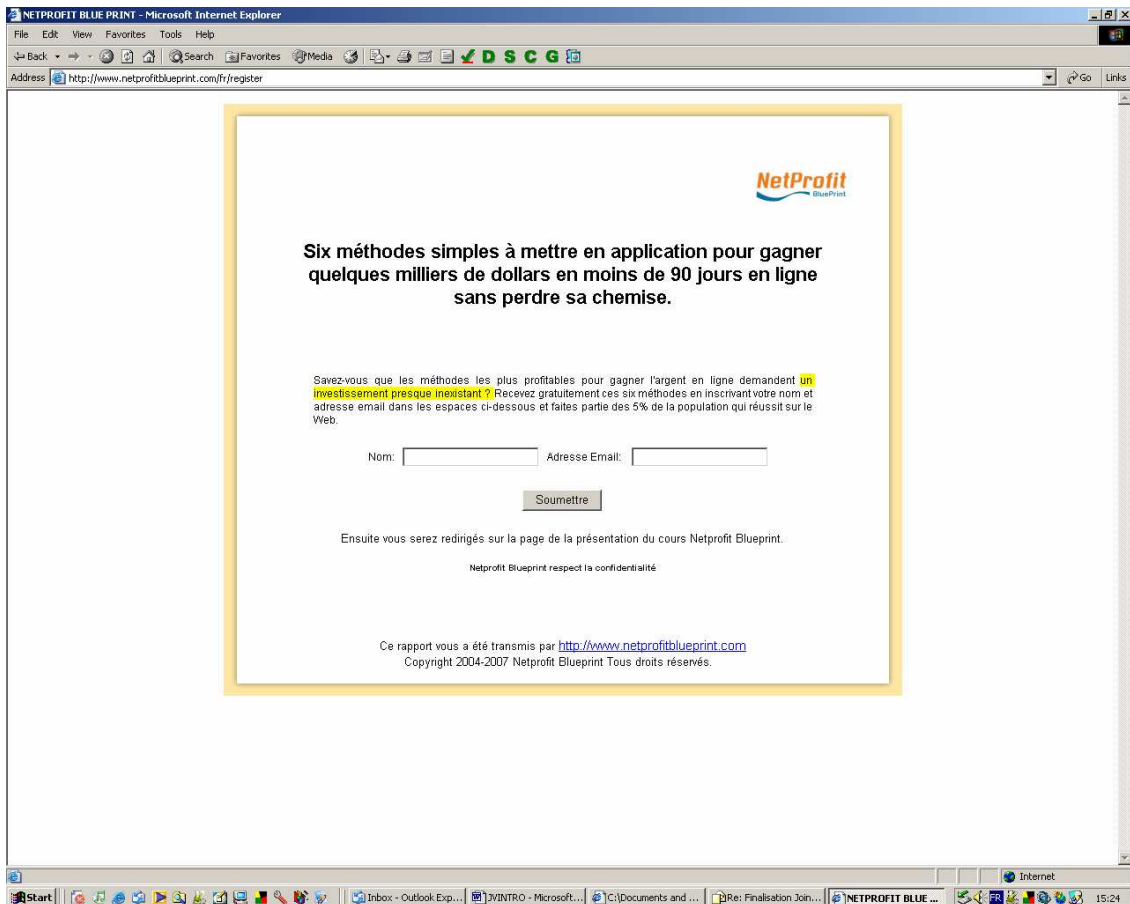 NETPROFIT BLUE PRINT - Microsoft Internet Explorer
File Edit View Favorites Tools Help
Back Search Favorites Media D S C G
Address http://www.netprofitblueprint.com/fr/register Go Links
NetProfit
BluePrint
Six méthodes simples à mettre en application pour gagner
quelques milliers de dollars en moins de 90 jours en ligne
sans perdre sa chemise.
Savez-vous que les méthodes les plus profitables pour gagner l'argent en ligne demandent un
investissement presque inexistant ? Recevez gratuitement ces six méthodes en inscrivant votre nom et
adresse email dans les espaces ci-dessous et faites partie des 5% de la population qui réussit sur le
Web.
Nom: Adresse Email:
Soumettre
Ensuite vous serez redirigés sur la page de la présentation du cours Netprofit Blueprint.
Netprofit Blueprint respect la confidentialité
Ce rapport vous a été transmis par http://www.netprofitblueprint.com
Copyright 2004-2007 Netprofit Blueprint Tous droits réservés.
Internet
Start Inbox - Outlook Exp... JVINTRO - Microsoft... C:\Documents and ... Re: Finalisation Join... NETPROFIT BLUE ... FR 15:24